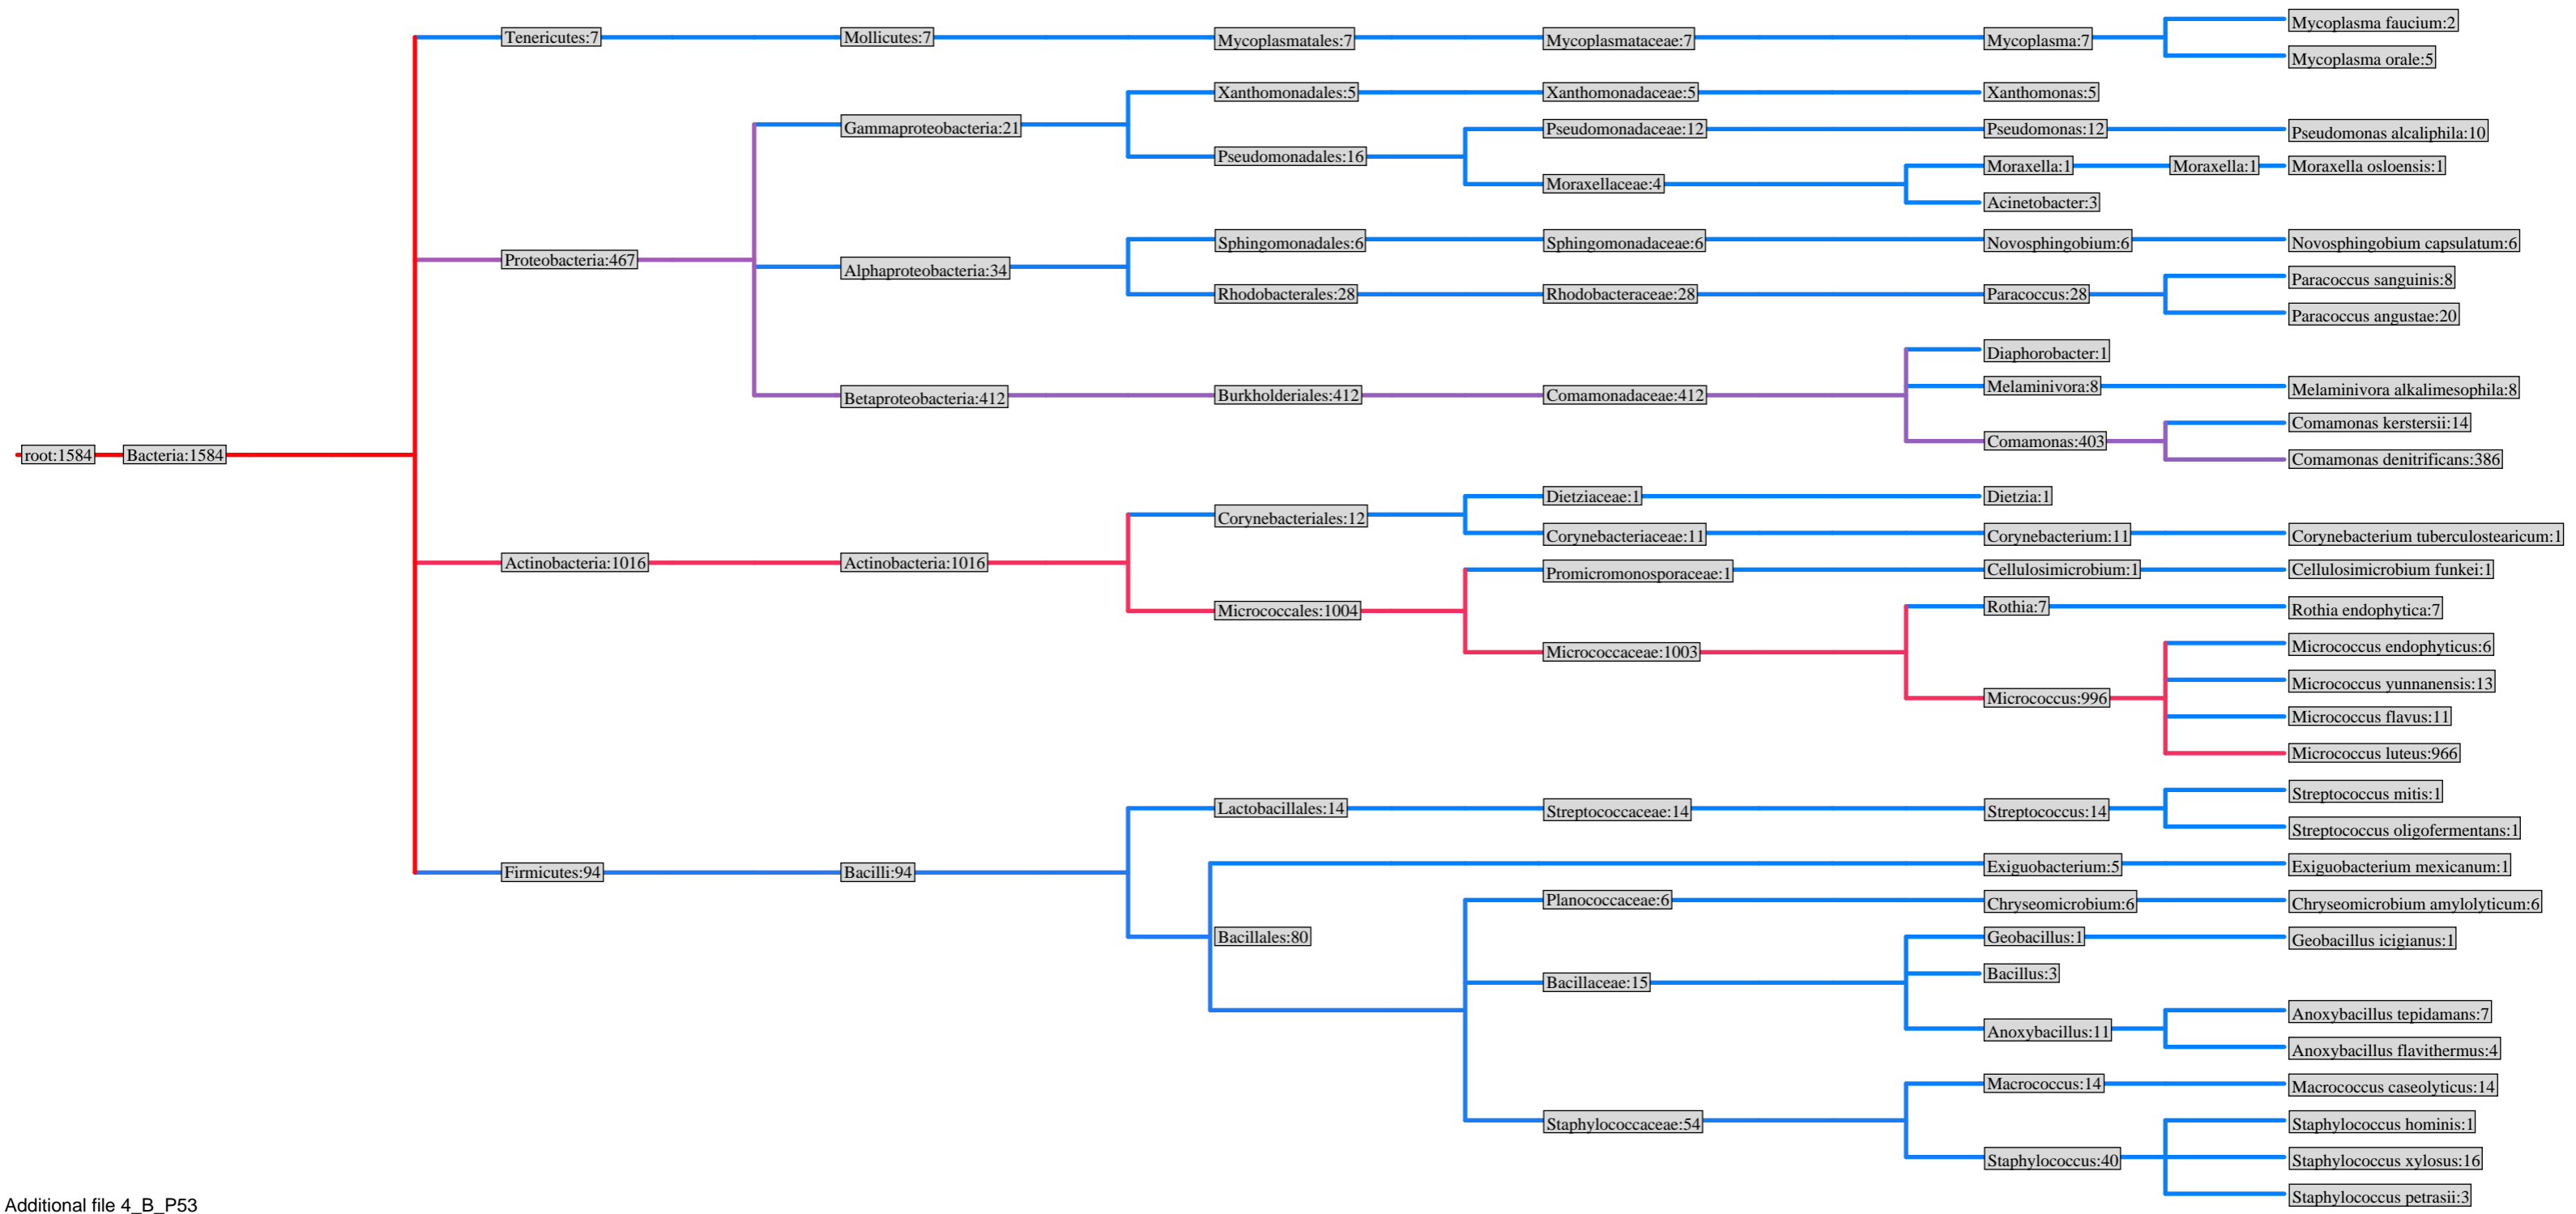 Mycoplasma faucium:2
Tenericutes:7 Mollicutes:7 Mycoplasmatales:7 Mycoplasmataceae:7 Mycoplasma:7
Mycoplasma orale:5
Xanthomonadales:5 Xanthomonadaceae:5 Xanthomonas:5
Gammaproteobacteria:21 Pseudomonadaceae:12 Pseudomonas:12 Pseudomonas alcaliphila:10
Pseudomonadales:16 Moraxella:1 Moraxella:1 Moraxella osloensis:1
Moraxellaceae:4
Acinetobacter:3
Sphingomonadales:6 Sphingomonadaceae:6 Novosphingobium:6 Novosphingobium capsulatum:6
Proteobacteria:467 Alphaproteobacteria:34 Paracoccus sanguinis:8
Rhodobacterales:28 Rhodobacteraceae:28 Paracoccus:28
Paracoccus angustae:20
Diaphorobacter:1
Melaminivora:8 Melaminivora alkalimesophila:8
Betaproteobacteria:412 Burkholderiales:412 Comamonadaceae:412
Comamonas kerstersii:14
Comamonas:403
root:1584 Bacteria:1584 Comamonas denitrificans:386
Dietziaceae:1 Dietzia:1
Corynebacteriales:12
Corynebacteriaceae:11 Corynebacterium:11 Corynebacterium tuberculostearicum:1
Actinobacteria:1016 Actinobacteria:1016 Promicromonosporaceae:1 Cellulosimicrobium:1 Cellulosimicrobium funkei:1
Micrococcales:1004 Rothia:7 Rothia endophytica:7
Micrococcaceae:1003 Micrococcus endophyticus:6
Micrococcus yunnanensis:13
Micrococcus:996
Micrococcus flavus:11
Micrococcus luteus:966
Streptococcus mitis:1
Lactobacillales:14 Streptococcaceae:14 Streptococcus:14
Streptococcus oligofermentans:1
Firmicutes:94 Bacilli:94 Exiguobacterium:5 Exiguobacterium mexicanum:1
Planococcaceae:6 Chryseomicrobium:6 Chryseomicrobium amylolyticum:6
Bacillales:80 Geobacillus:1 Geobacillus icigianus:1
Bacillus:3
Bacillaceae:15
Anoxybacillus tepidamans:7
Anoxybacillus:11
Anoxybacillus flavithermus:4
Macrococcus:14 Macrococcus caseolyticus:14
Staphylococcaceae:54 Staphylococcus hominis:1
Staphylococcus:40 Staphylococcus xylosus:16
Staphylococcus petrasii:3
Additional file 4_B_P53